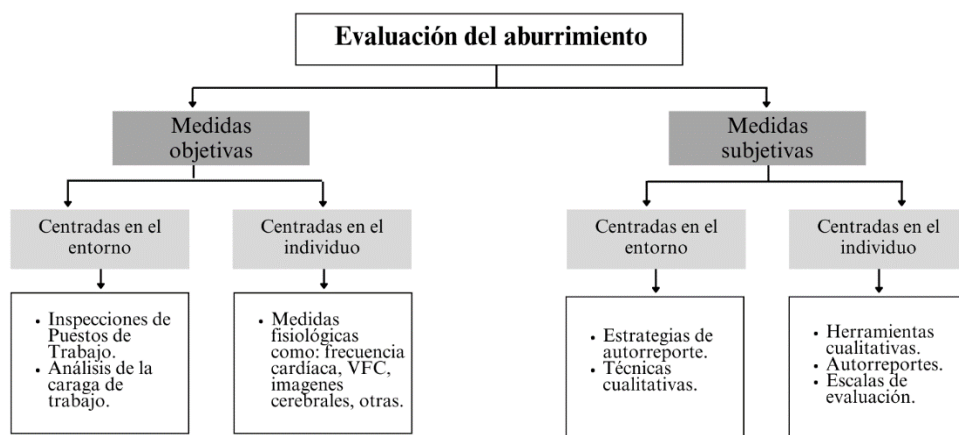 Evaluación del aburrimiento
Medidas
objetivas
Medidas
subjetivas
Centradas en el
entorno
Centradas en el
individuo
Centradas en el
entorno
Centradas en el
individuo
• Inspecciones de
Puestos de
Trabajo.
• Análisis de la
caraga de
trabajo.
• Medidas
fisiológicas
como: frecuencia
cardíaca, VFC,
imagenes
cerebrales, otras.
• Estrategias de
autorreporte.
• Técnicas
cualitativas.
• Herramientas
cualitativas.
• Autorreportes.
• Escalas de
evaluación.